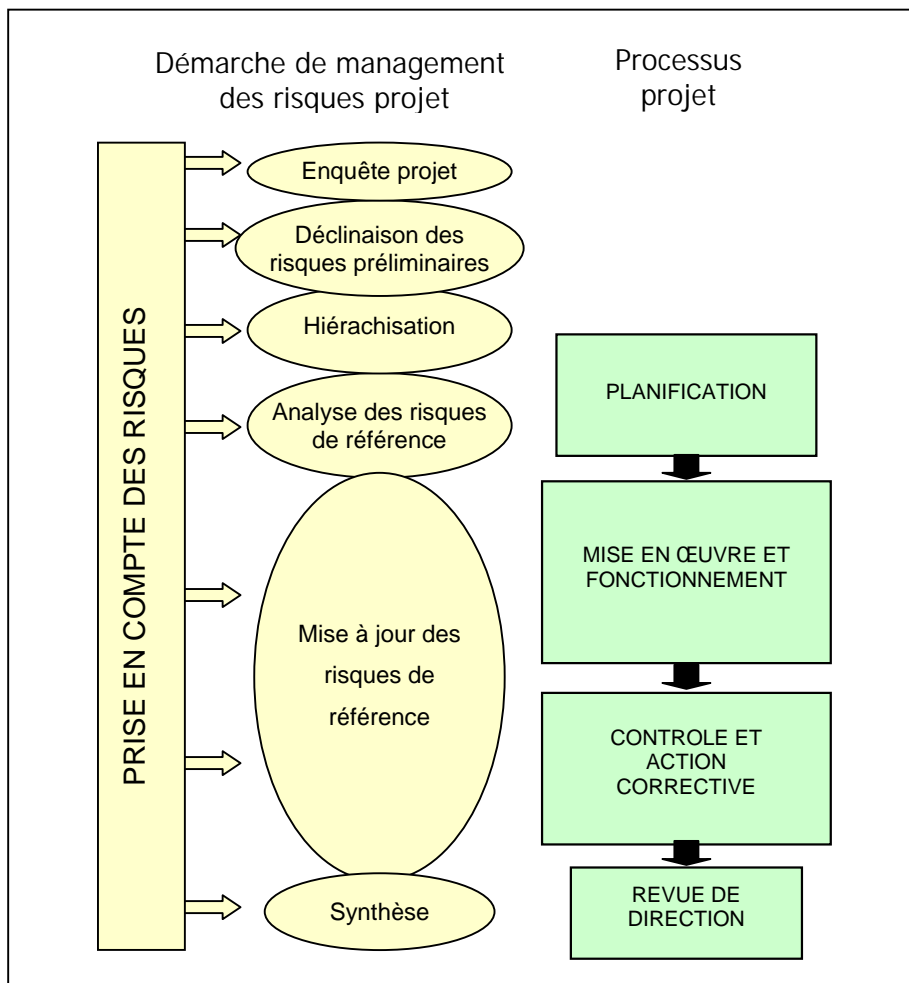 Démarche de management
des risques projet
Processus
projet
PRISE EN COMPTE DES RISQUES
Enquête projet
Déclinaison des
risques préliminaires
Hiérachisation
Analyse des risques
de référence
Mise à jour des
risques de
référence
Synthèse
PLANIFICATION
MISE EN ŒUVRE ET
FONCTIONNEMENT
CONTROLE ET
ACTION
CORRECTIVE
REVUE DE
DIRECTION